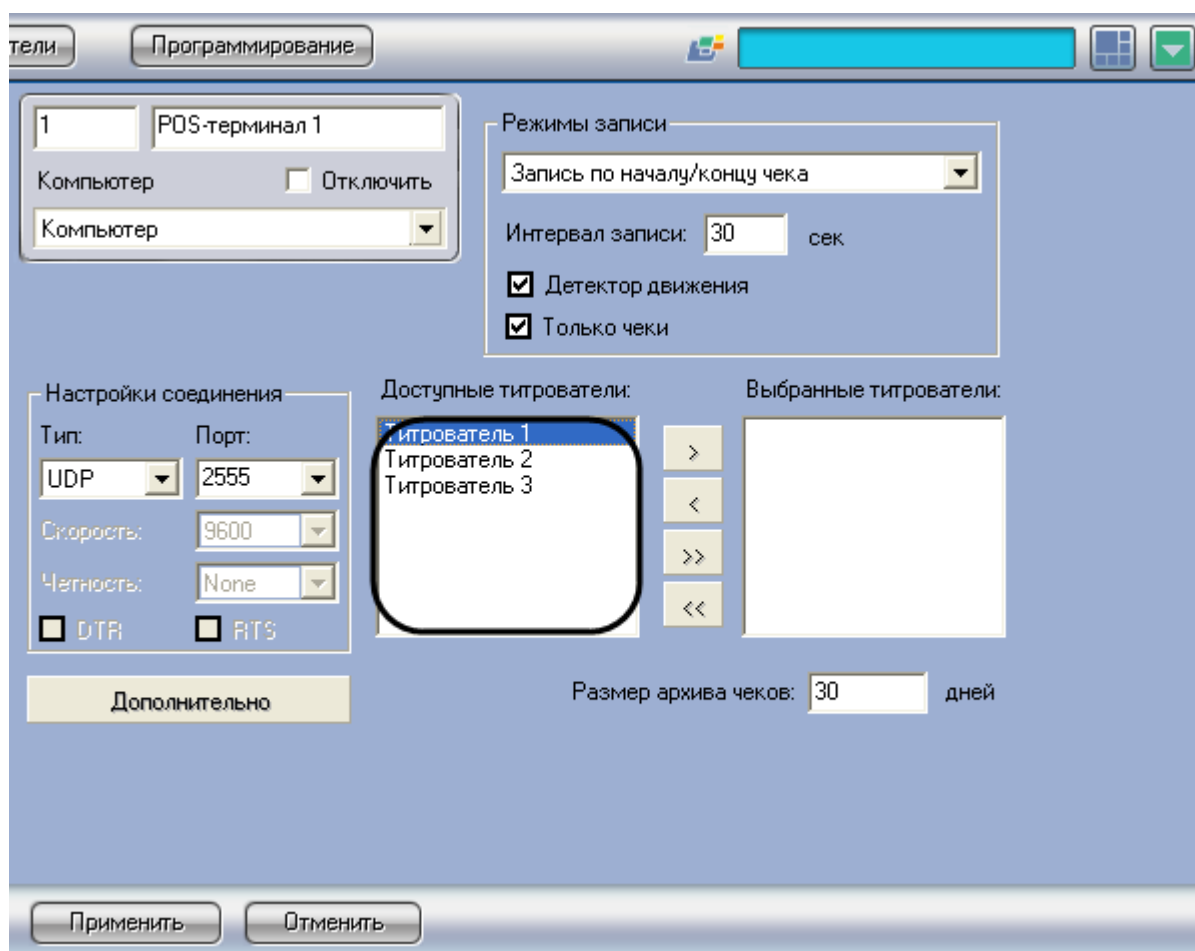 тели Программирование
1 POS-терминал 1
Компьютер Отключить
Компьютер
Режимы записи
Запись по началу/концу чека
Интервал записи: 30 сек
Детектор движения
Только чеки
Настройки соединения
Тип: Порт:
UDP 2555
Скорость: 9600
Четность: None
DTR RTS
Доступные титрователи:
Титрователь 1
Титрователь 2
Титрователь 3
>
<
>>
<<
Выбранные титрователи:
Дополнительно
Размер архива чеков: 30 дней
Применить Отменить